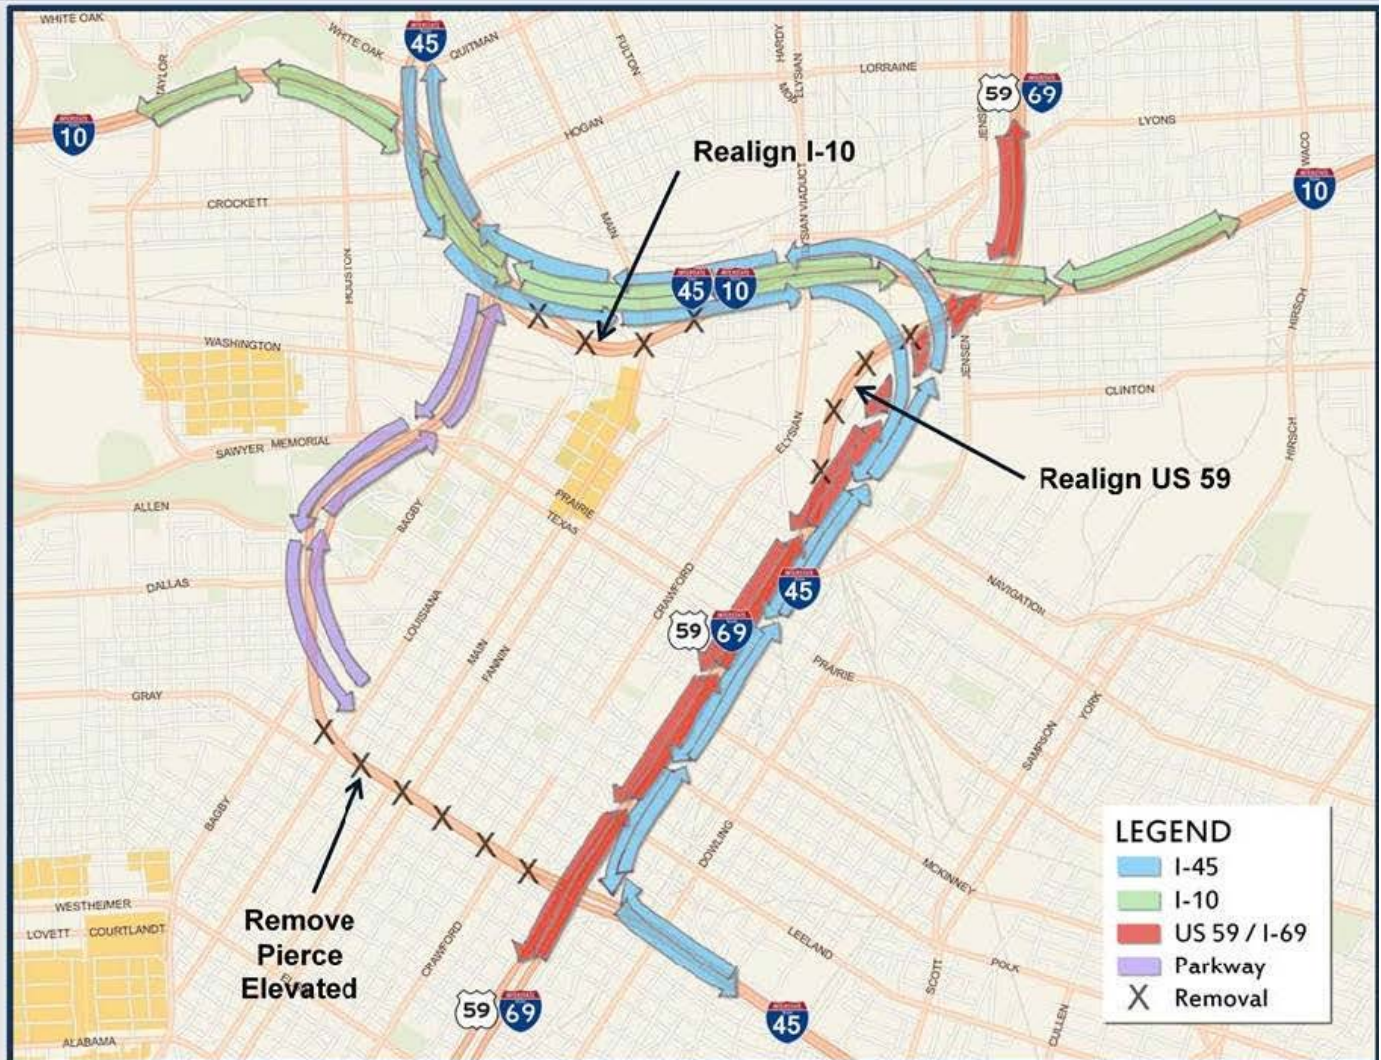 WHITE OAK
WHITE OAK
45
QUITMAN
FULTON
HARDY
ELYSIAN
LORRAINE
TAYLOR
59
69
JENSEN
LYONS
WACO
10
HOGAN
Realign I-10
10
CROCKETT
MAIN
ELYSIAN VIADUCT
HOUSTON
45
10
HIRSCH
WASHINGTON
JENSEN
CLINTON
SAWYER
MEMORIAL
ELYSIAN
HIRSCH
Realign US 59
ALLEN
BAGBY
PRAIRIE
TEXAS
DALLAS
LOUISIANA
CRAWFORD
45
NAVIGATION
59
69
MAIN
FANNIN
PRAIRIE
GRAY
YORK
SAMPSON
BAGBY
DOWLING
MCKINNEY
LEGEND
I-45
I-10
US 59 / I-69
Parkway
X
Removal
WESTHEIMER
LOVETT
COURTLANDT
Remove
Pierce
Elevated
CRAWFORD
LEELAND
POLK
SCOTT
59
69
45
CULLEN
ALABAMA